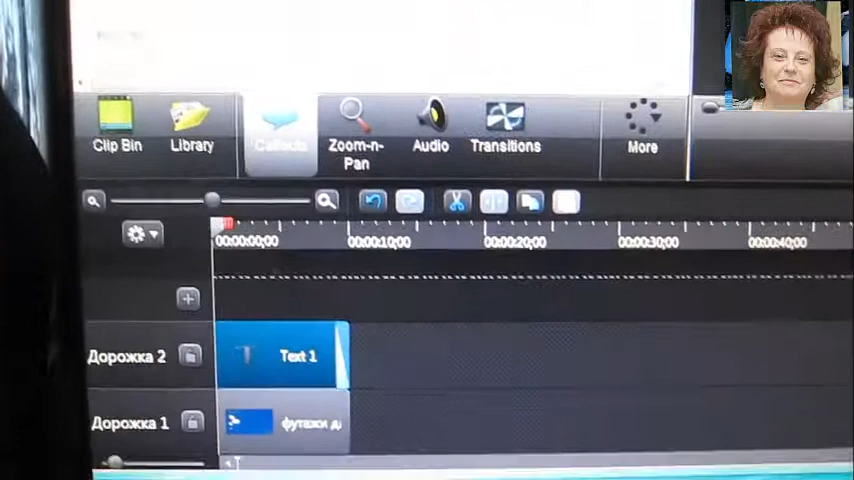 Clip Bin
Library
Callouts
Zoom-n-
Pan
Audio
Transitions
More
00:00:00;00 00:00:10;00 00:00:20;00 00:00:30;00 00:00:40;00
Дорожка 2
Text 1
Дорожка 1
футажи